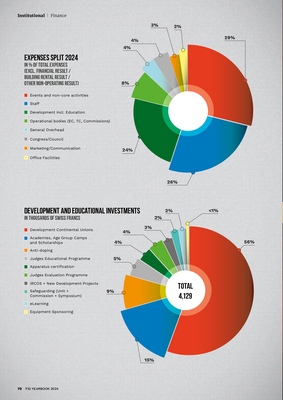 Institutional | Finance
EXPENSES SPLIT 2024
IN % OF TOTAL EXPENSES
(EXCL. FINANCIAL RESULT /
BUILDING RENTAL RESULT /
OTHER NON-OPERATING RESULT)
Events and non-core activities
Staff
Development incl. Education
Operational bodies (EC, TC, Commissions)
General Overhead
Congress/Council
Marketing/Communication
Office Facilities
3%
2%
4%
4%
6%
29%
24%
28%
DEVELOPMENT AND EDUCATIONAL INVESTMENTS
IN THOUSANDS OF SWISS FRANCS
Development Continental Unions
Academies, Age Group Camps
and Scholarships
Anti-doping
Judges Educational Programme
Apparatus certification
Judges Evaluation Programme
IRCOS + New Development Projects
Safeguarding (Unit +
Commission + Symposium)
eLearning
Equipment Sponsoring
<1%
2%
2%
3%
4%
4%
5%
9%
15%
56%
TOTAL
4,129
FIG YEARBOOK 2024